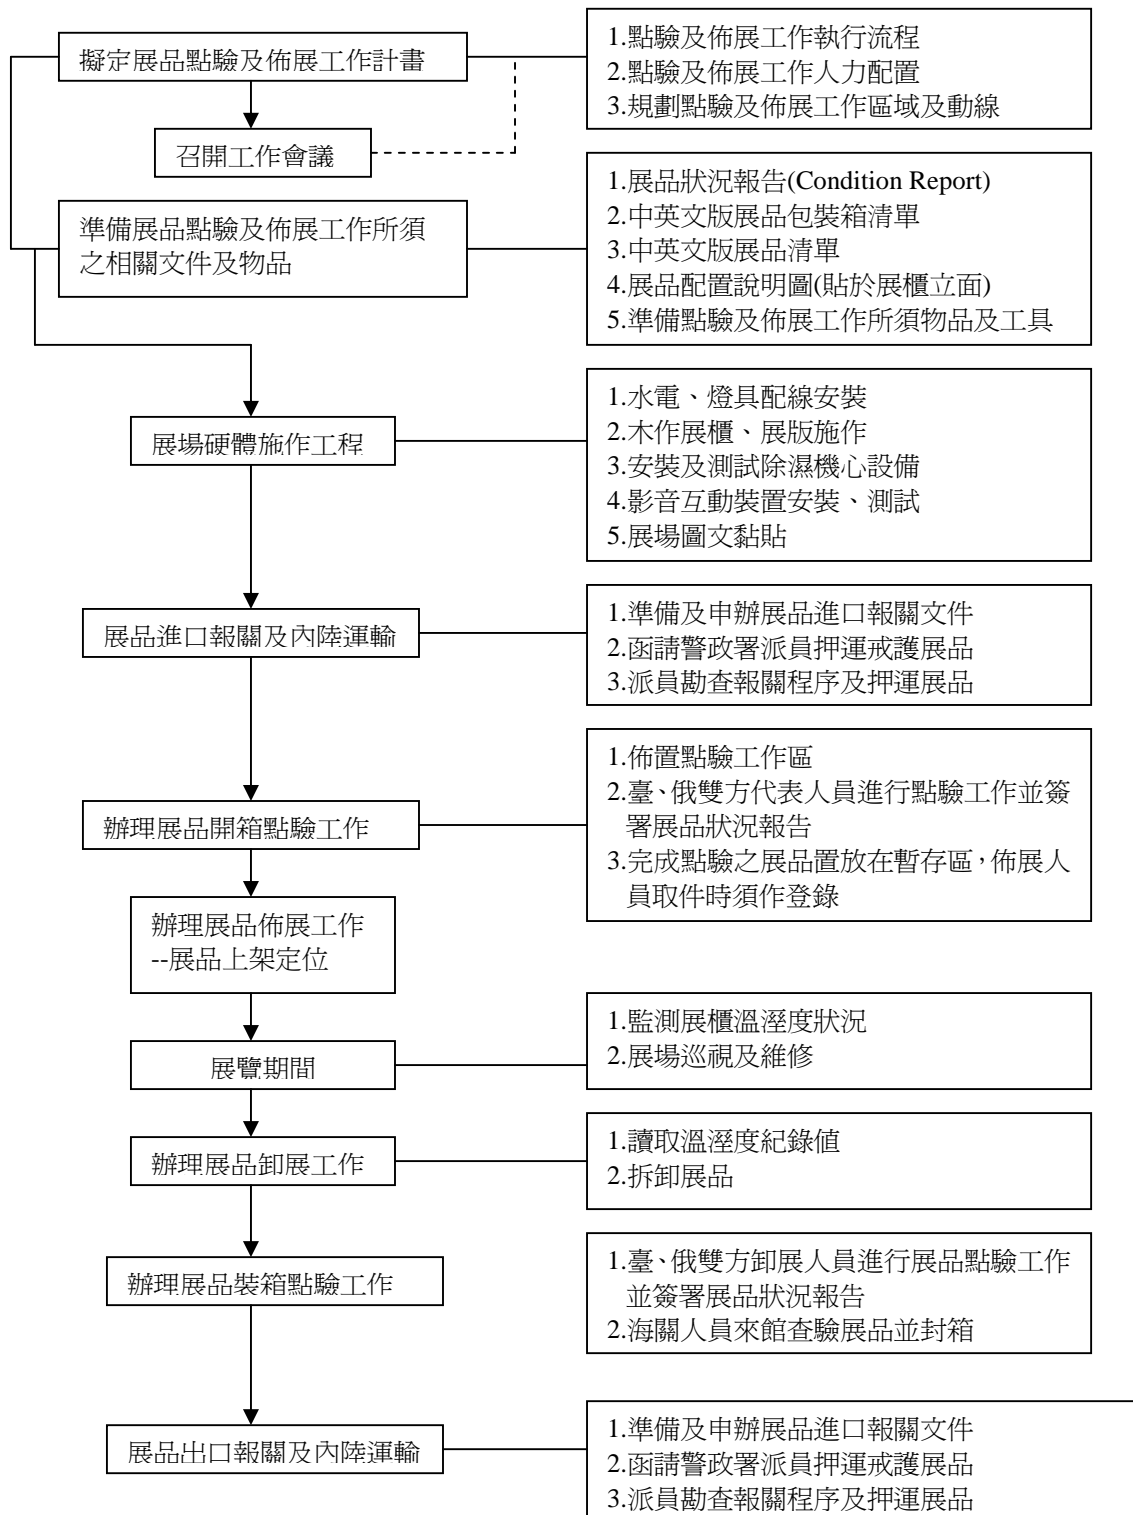 擬定展品點驗及佈展工作計畫
1.點驗及佈展工作執行流程
2.點驗及佈展工作人力配置
3.規劃點驗及佈展工作區域及動線
召開工作會議
準備展品點驗及佈展工作所須
之相關文件及物品
1.展品狀況報告(Condition Report)
2.中英文版展品包裝箱清單
3.中英文版展品清單
4.展品配置說明圖(貼於展櫃立面)
5.準備點驗及佈展工作所須物品及工具
展場硬體施作工程
1.水電、燈具配線安裝
2.木作展櫃、展版施作
3.安裝及測試除濕機心設備
4.影音互動裝置安裝、測試
5.展場圖文黏貼
展品進口報關及內陸運輸
1.準備及申辦展品進口報關文件
2.函請警政署派員押運戒護展品
3.派員勘查報關程序及押運展品
辦理展品開箱點驗工作
1.佈置點驗工作區
2.臺、俄雙方代表人員進行點驗工作並簽
署展品狀況報告
3.完成點驗之展品置放在暫存區，佈展人
員取件時須作登錄
辦理展品佈展工作
--展品上架定位
展覽期間
1.監測展櫃溫溼度狀況
2.展場巡視及維修
辦理展品卸展工作
1.讀取溫溼度紀錄值
2.拆卸展品
辦理展品裝箱點驗工作
1.臺、俄雙方卸展人員進行展品點驗工作
並簽署展品狀況報告
2.海關人員來館查驗展品並封箱
展品出口報關及內陸運輸
1.準備及申辦展品進口報關文件
2.函請警政署派員押運戒護展品
3.派員勘查報關程序及押運展品